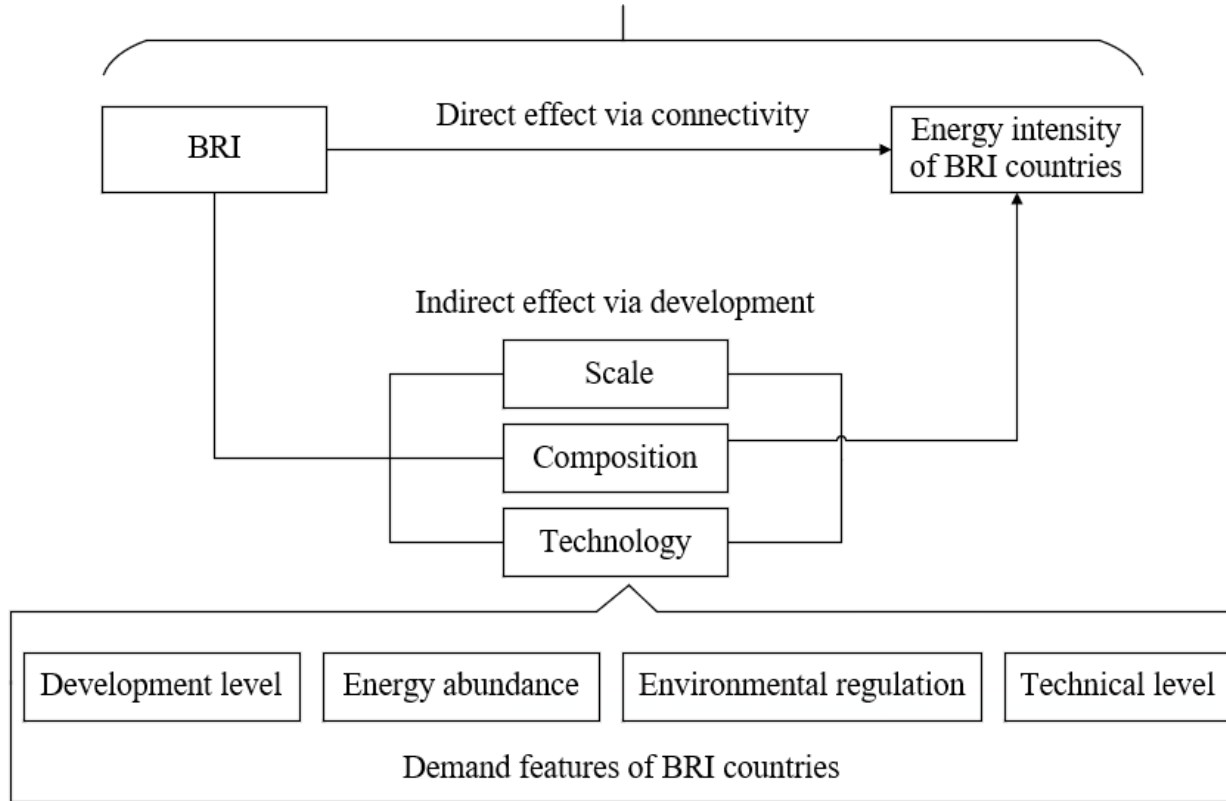 BRI
Direct effect via connectivity
Energy intensity
of BRI countries
Indirect effect via development
Scale
Composition
Technology
Development level
Energy abundance
Environmental regulation
Technical level
Demand features of BRI countries